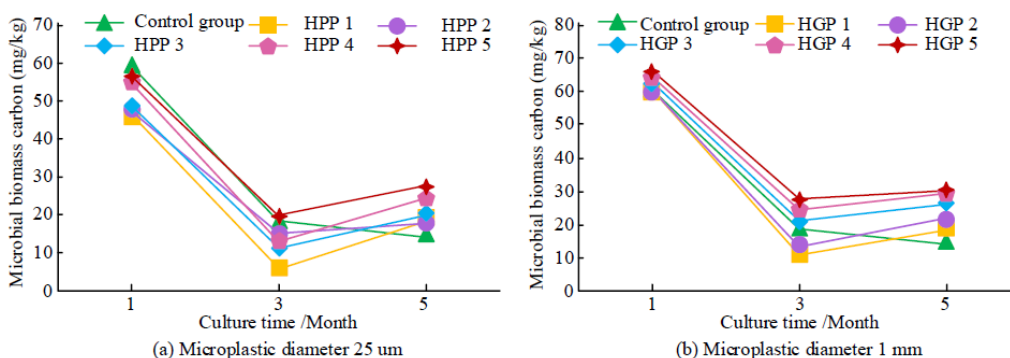 Control group HPP 1 HPP 2
HPP 3 HPP 4 HPP 5
Microbial biomass carbon (mg/kg)
70
60
50
40
30
20
10
0
1 3 5
Culture time /Month
(a) Microplastic diameter 25 um
Control group HGP 1 HGP 2
HGP 3 HGP 4 HGP 5
Microbial biomass carbon (mg/kg)
80
70
60
50
40
30
20
10
0
1 3 5
Culture time /Month
(b) Microplastic diameter 1 mm